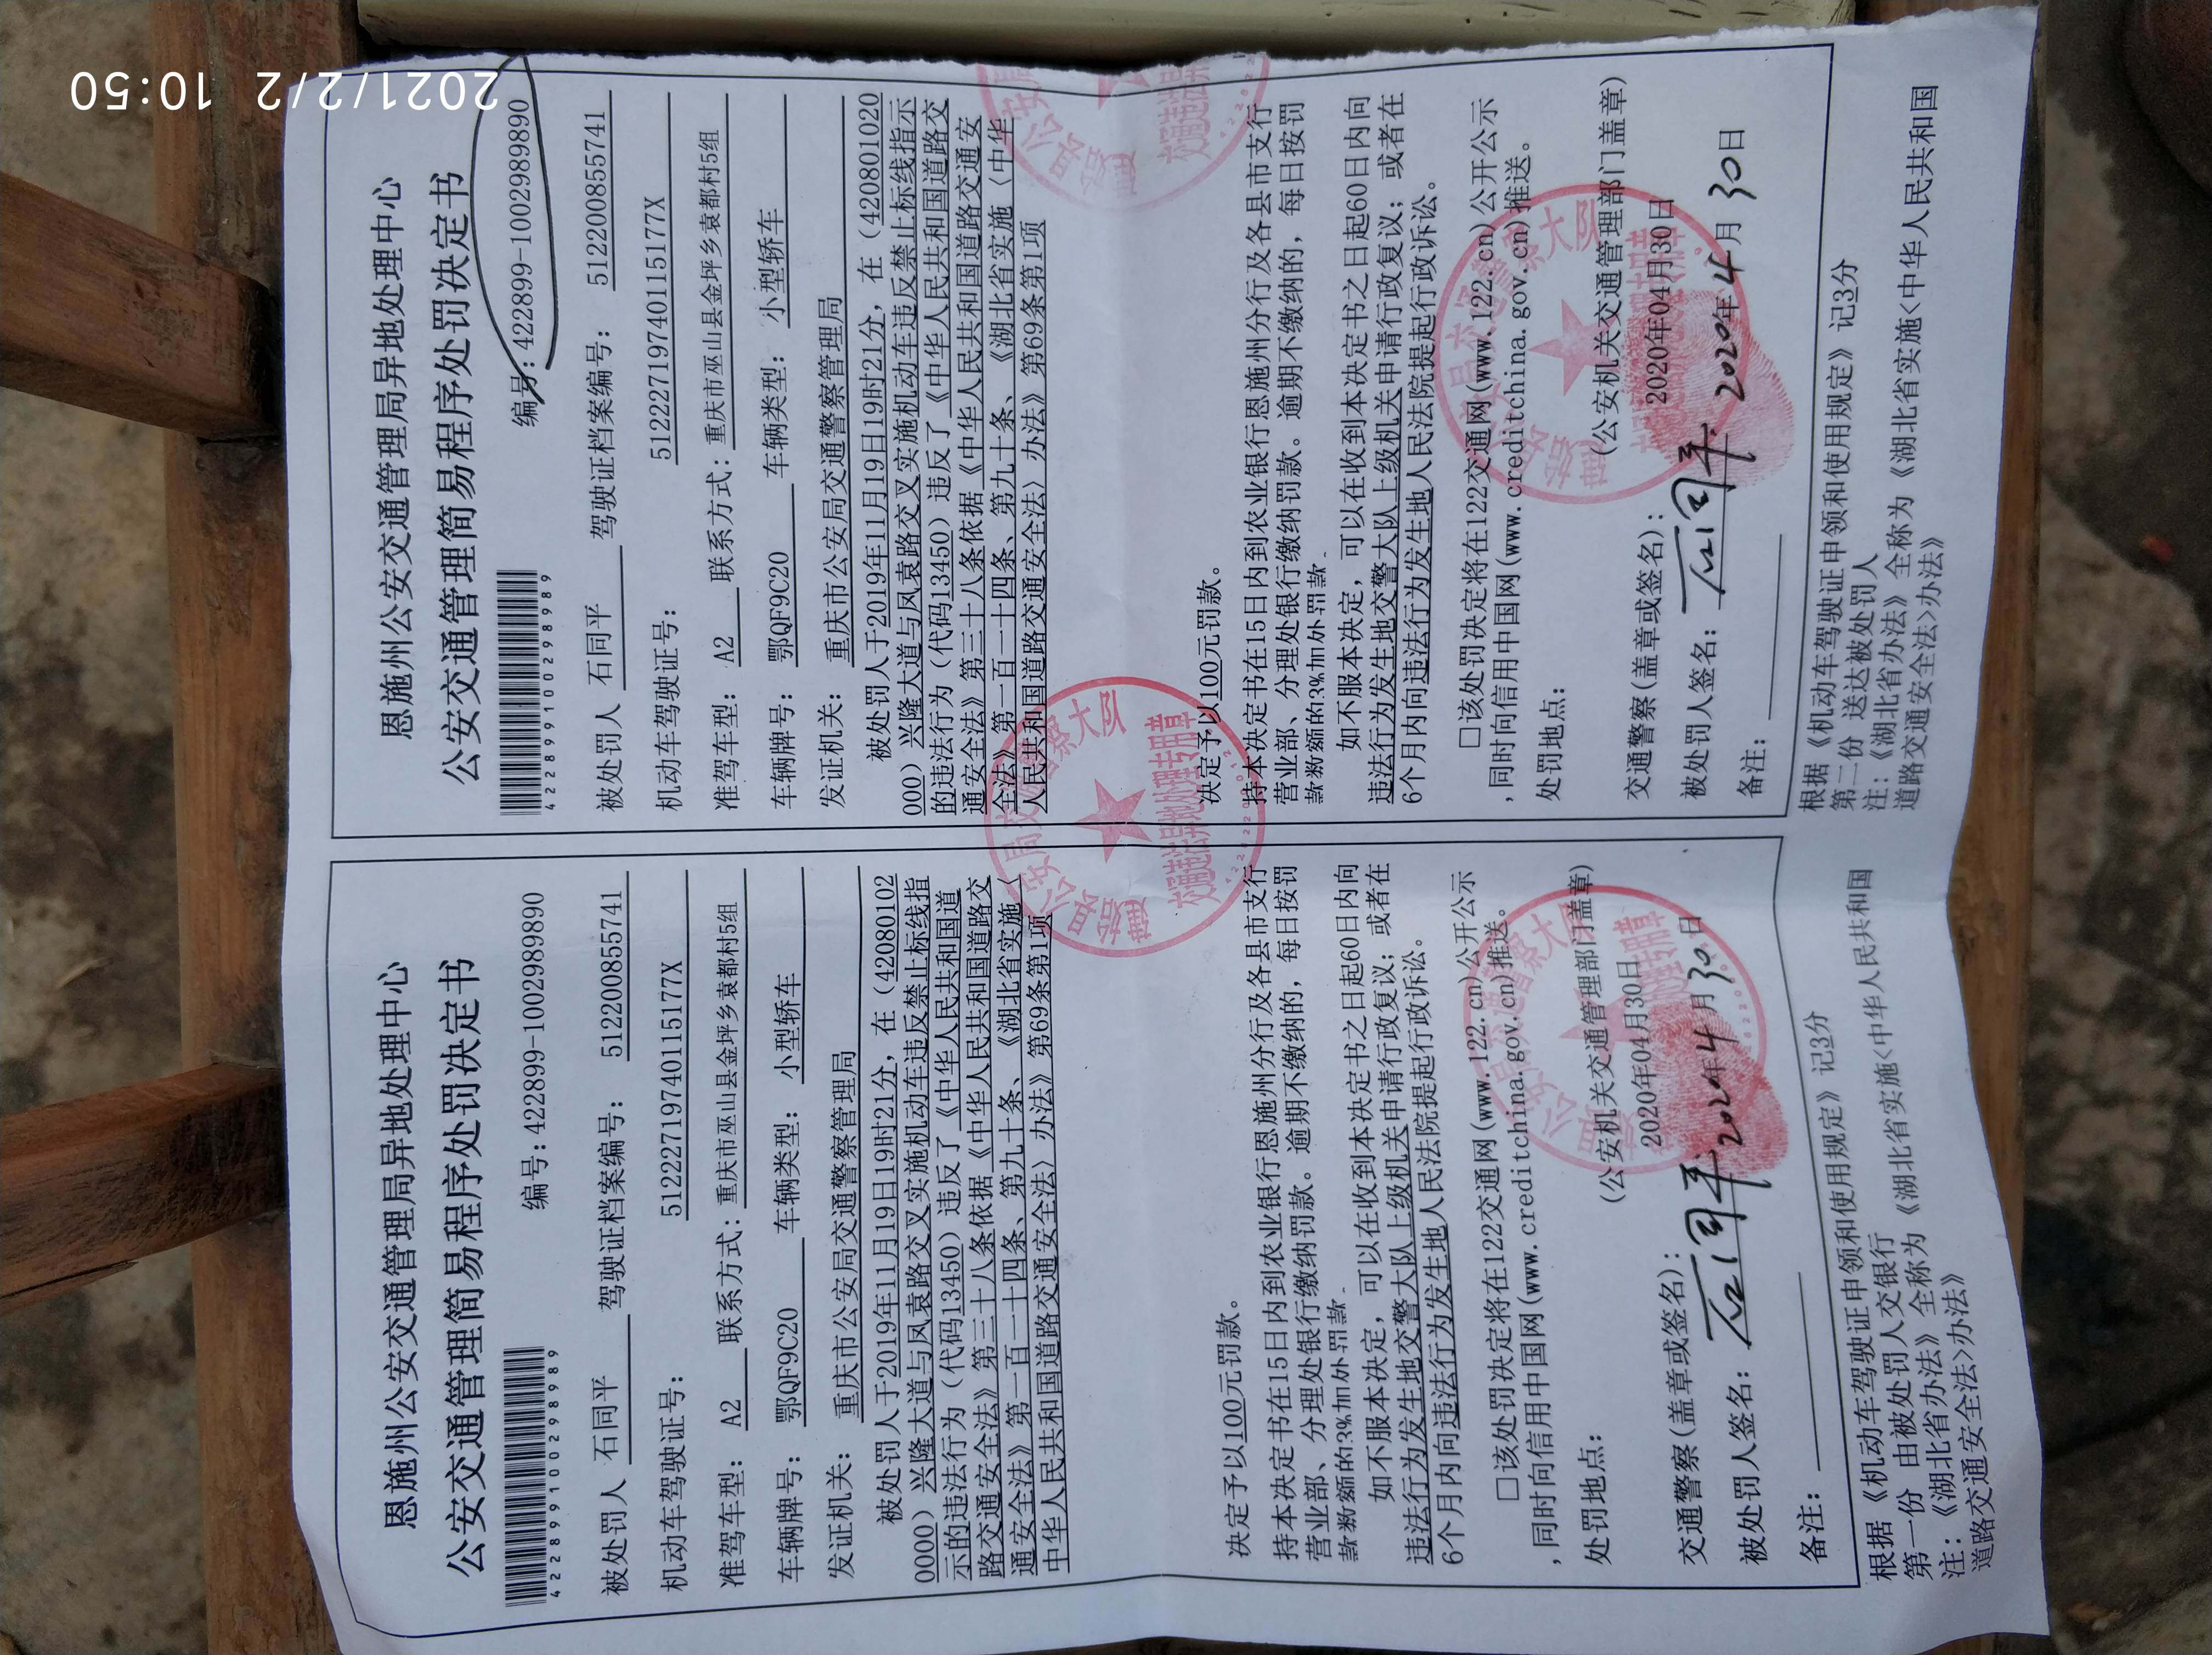 恩施州公安交通管理局异地处理中心
公安交通管理简易程序处罚决定书
编号:422899-1002989890
4228991002989890
被处罚人 石同平 驾驶证档案编号: 512200855741
机动车驾驶证号: 51222719740115177X
准驾车型: A2 联系方式:重庆市巫山县金坪乡袁都村5组
车辆牌号: 鄂QF9C20 车辆类型: 小型轿车
发证机关: 重庆市公安局交通警察管理局
被处罚人于2019年11月19日19时21分,在(42080102
0000)兴隆大道与凤袁路交叉实施机动车违反禁止标线指
示的违法行为(代码13450)违反了《中华人民共和国道
路交通安全法》第三十八条依据《中华人民共和国道路交
通安全法》第一百一十四条、第九十条、《湖北省实施〈
中华人民共和国道路交通安全法〉办法》第69条第1项
决定予以100元罚款。
持本决定书在15日内到农业银行恩施州分行及各县市支行
营业部、分理处银行缴纳罚款。逾期不缴纳的,每日按罚
款数额的3%加处罚款.
如不服本决定,可以在收到本决定书之日起60日内向
违法行为发生地交警大队上级机关申请行政复议;或者在
6个月内向违法行为发生地人民法院提起行政诉讼。
□该处罚决定将在122交通网(www.122.cn)公开公示
,同时向信用中国网(www.creditchina.gov.cn)推送。
处罚地点:
(公安机关交通管理部门盖章)
2020年04月30日
交通警察(盖章或签名):
被处罚人签名: 石同平 2020年4月30日
备注:
根据《机动车驾驶证申领和使用规定》记3分
第一份 由被处罚人交银行
注:《湖北省办法》全称为《湖北省实施<中华人民共和国
道路交通安全法>办法》
建始县公安局交通警察大队
交通违法异地处理专用章
恩施州公安交通管理局异地处理中心
公安交通管理简易程序处罚决定书
编号:422899-1002989890
422899100298989
被处罚人 石同平 驾驶证档案编号: 512200855741
机动车驾驶证号: 51222719740115177X
准驾车型: A2 联系方式:重庆市巫山县金坪乡袁都村5组
车辆牌号: 鄂QF9C20 车辆类型: 小型轿车
发证机关: 重庆市公安局交通警察管理局
被处罚人于2019年11月19日19时21分,在(420801020
000)兴隆大道与凤袁路交叉实施机动车违反禁止标线指示
的违法行为(代码13450)违反了《中华人民共和国道路交
通安全法》第三十八条依据《中华人民共和国道路交通安
全法》第一百一十四条、第九十条、《湖北省实施〈中华
人民共和国道路交通安全法〉办法》第69条第1项
决定予以100元罚款。
持本决定书在15日内到农业银行恩施州分行及各县市支行
营业部、分理处银行缴纳罚款。逾期不缴纳的,每日按罚
款数额的3%加处罚款.
如不服本决定,可以在收到本决定书之日起60日内向
违法行为发生地交警大队上级机关申请行政复议;或者在
6个月内向违法行为发生地人民法院提起行政诉讼。
□该处罚决定将在122交通网(www.122.cn)公开公示
,同时向信用中国网(www.creditchina.gov.cn)推送。
处罚地点:
(公安机关交通管理部门盖章)
2020年04月30日
交通警察(盖章或签名):
被处罚人签名: 石同平 2020年4月30日
备注:
根据《机动车驾驶证申领和使用规定》记3分
第二份 送达被处罚人
注:《湖北省办法》全称为《湖北省实施<中华人民共和国
道路交通安全法>办法》
2021/2/2 10:50